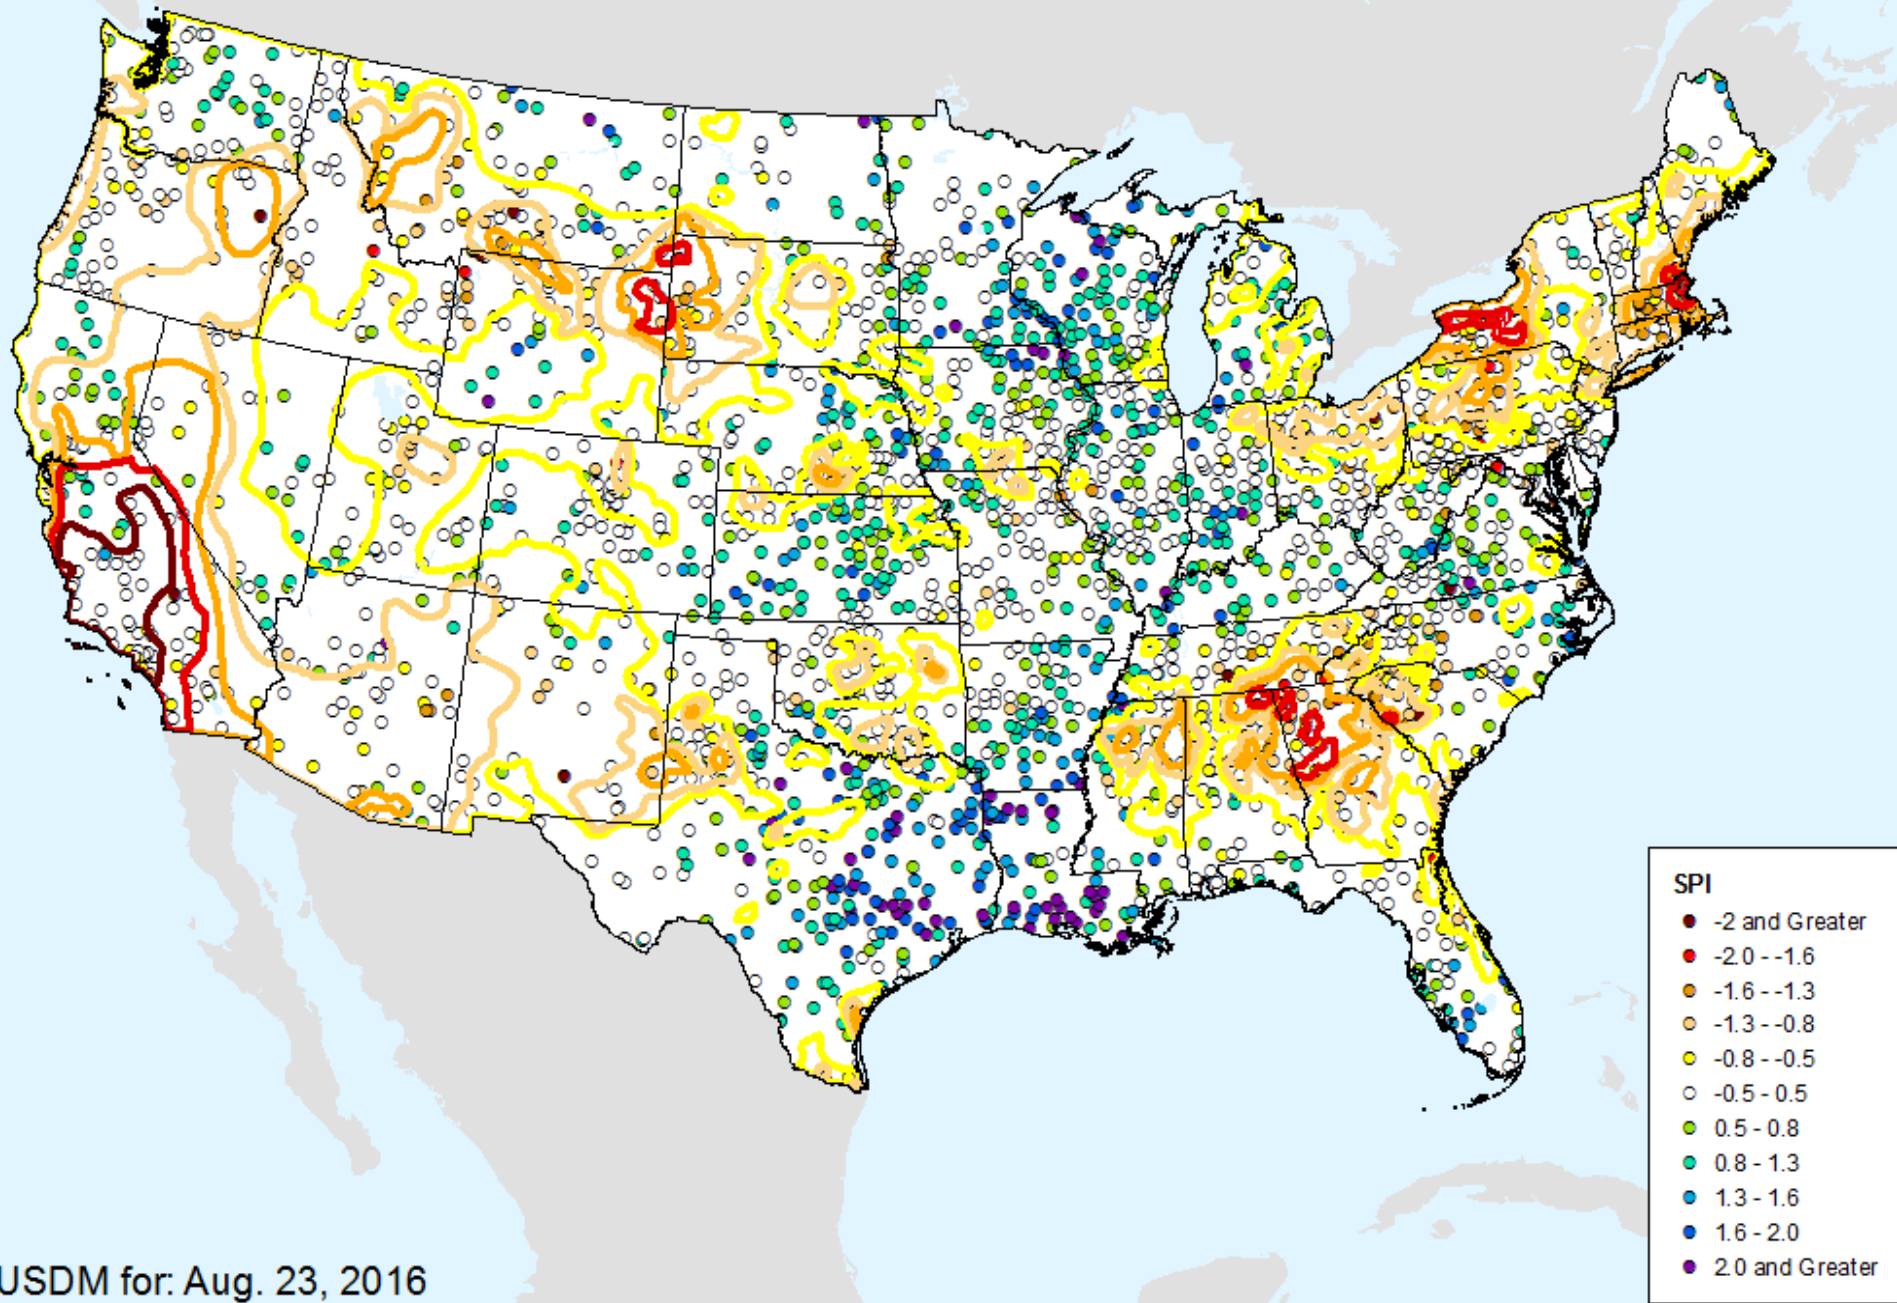 SPI
-2 and Greater
-2.0 - -1.6
-1.6 - -1.3
-1.3 - -0.8
-0.8 - -0.5
-0.5 - 0.5
0.5 - 0.8
0.8 - 1.3
1.3 - 1.6
1.6 - 2.0
2.0 and Greater
USDM for: Aug. 23, 2016